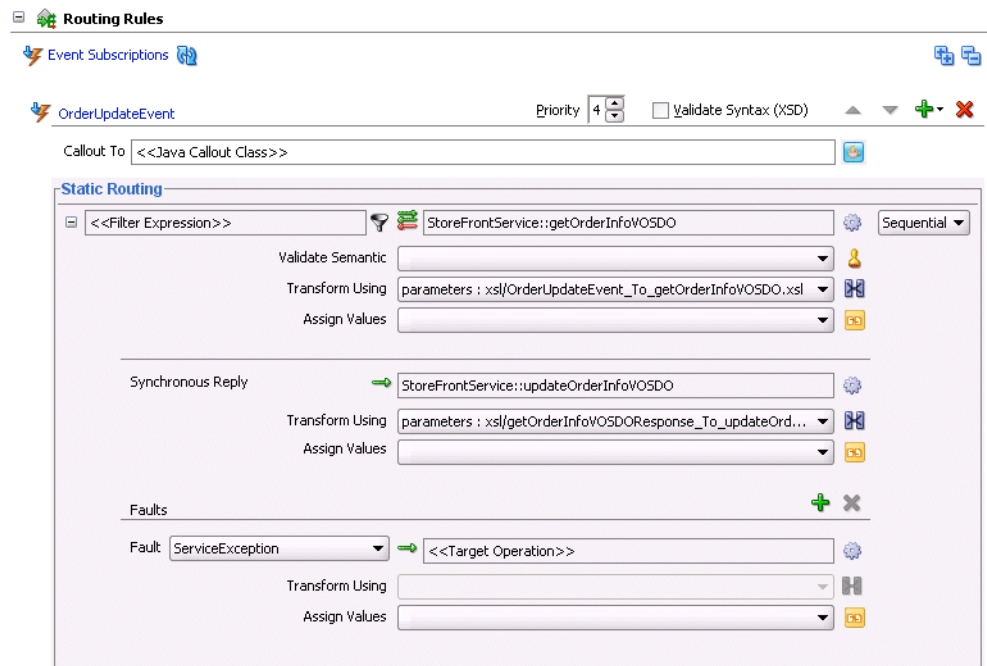 Routing Rules
Event Subscriptions
OrderUpdateEvent Priority 4 Validate Syntax (XSD)
Callout To <<Java Callout Class>>
Static Routing
<<Filter Expression>> StoreFrontService::getOrderInfoVOSDO Sequential
Validate Semantic
Transform Using parameters : xsl/OrderUpdateEvent_To_getOrderInfoVOSDO.xsl
Assign Values
Synchronous Reply StoreFrontService::updateOrderInfoVOSDO
Transform Using parameters : xsl/getOrderInfoVOSDOResponse_To_updateOrd...
Assign Values
Faults
Fault ServiceException <<Target Operation>>
Transform Using
Assign Values